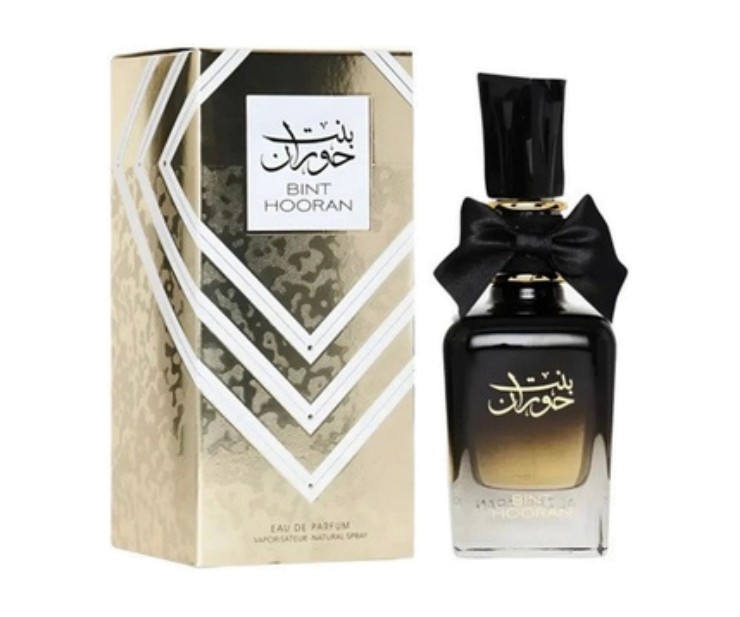 بنت
حوران
BINT
HOORAN
EAU DE PARFUM
VAPORISATEUR-NATURAL SPRAY
بنت
حوران
BINT
HOORAN